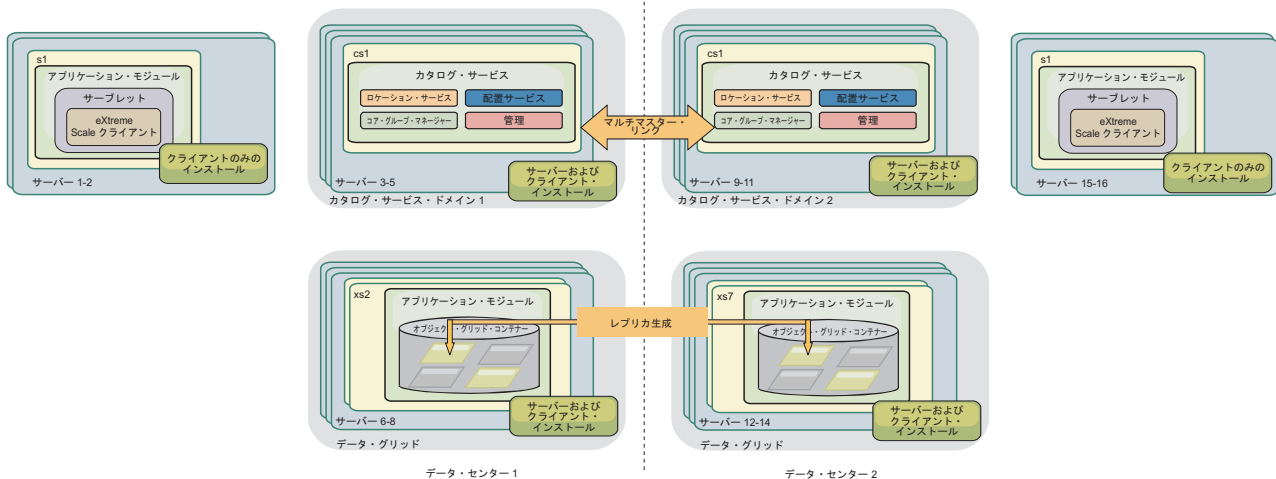 s1
アプリケーション・モジュール
サーブレット
eXtreme
Scale クライアント
クライアントのみの
インストール
サーバー 1-2
cs1
カタログ・サービス
ロケーション・サービス
配置サービス
コア・グループ・マネージャー
管理
サーバーおよび
クライアント・
インストール
サーバー 3-5
カタログ・サービス・ドメイン 1
マルチマスター・
リンク
cs1
カタログ・サービス
ロケーション・サービス
配置サービス
コア・グループ・マネージャー
管理
サーバーおよび
クライアント・
インストール
サーバー 9-11
カタログ・サービス・ドメイン 2
s1
アプリケーション・モジュール
サーブレット
eXtreme
Scale クライアント
クライアントのみの
インストール
サーバー 15-16
xs2
アプリケーション・モジュール
オブジェクト・グリッド・コンテナー
サーバーおよび
クライアント・
インストール
サーバー 6-8
データ・グリッド
レプリカ生成
xs7
アプリケーション・モジュール
オブジェクト・グリッド・コンテナー
サーバーおよび
クライアント・
インストール
サーバー 12-14
データ・グリッド
データ・センター 1
データ・センター 2